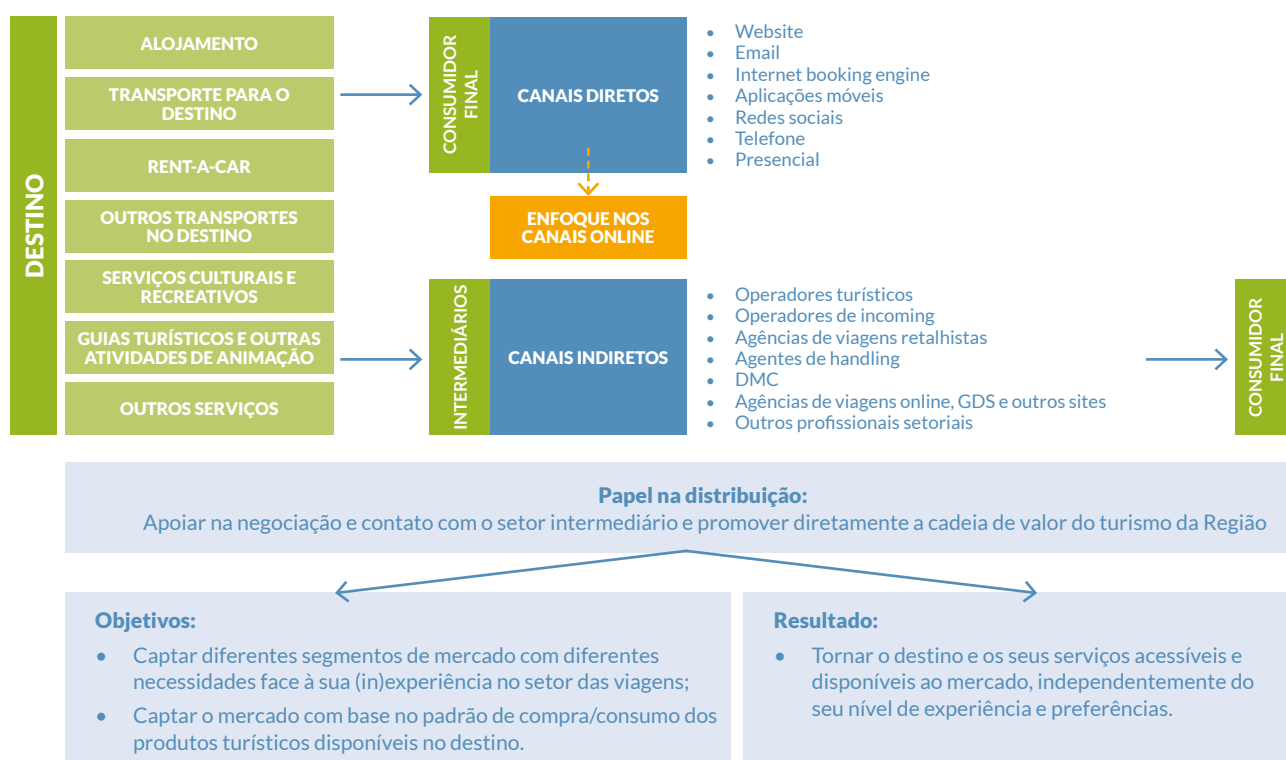 DESTINO
ALOJAMENTO
TRANSPORTE PARA O
DESTINO
RENT-A-CAR
OUTROS TRANSPORTES
NO DESTINO
SERVIÇOS CULTURAIS E
RECREATIVOS
GUIAS TURÍSTICOS E OUTRAS
ATIVIDADES DE ANIMAÇÃO
OUTROS SERVIÇOS
CONSUMIDOR
FINAL
CANAIS DIRETOS
• Website
• Email
• Internet booking engine
• Aplicações móveis
• Redes sociais
• Telefone
• Presencial
ENFOQUE NOS
CANAIS ONLINE
INTERMEDIÁRIOS
CANAIS INDIRETOS
• Operadores turísticos
• Operadores de incoming
• Agências de viagens retalhistas
• Agentes de handling
• DMC
• Agências de viagens online, GDS e outros sites
• Outros profissionais setoriais
CONSUMIDOR
FINAL
Papel na distribuição:
Apoiar na negociação e contato com o setor intermediário e promover diretamente a cadeia de valor do turismo da Região
Objetivos:
• Captar diferentes segmentos de mercado com diferentes
necessidades face à sua (in)experiência no setor das viagens;
• Captar o mercado com base no padrão de compra/consumo dos
produtos turísticos disponíveis no destino.
Resultado:
• Tornar o destino e os seus serviços acessíveis e
disponíveis ao mercado, independentemente do
seu nível de experiência e preferências.